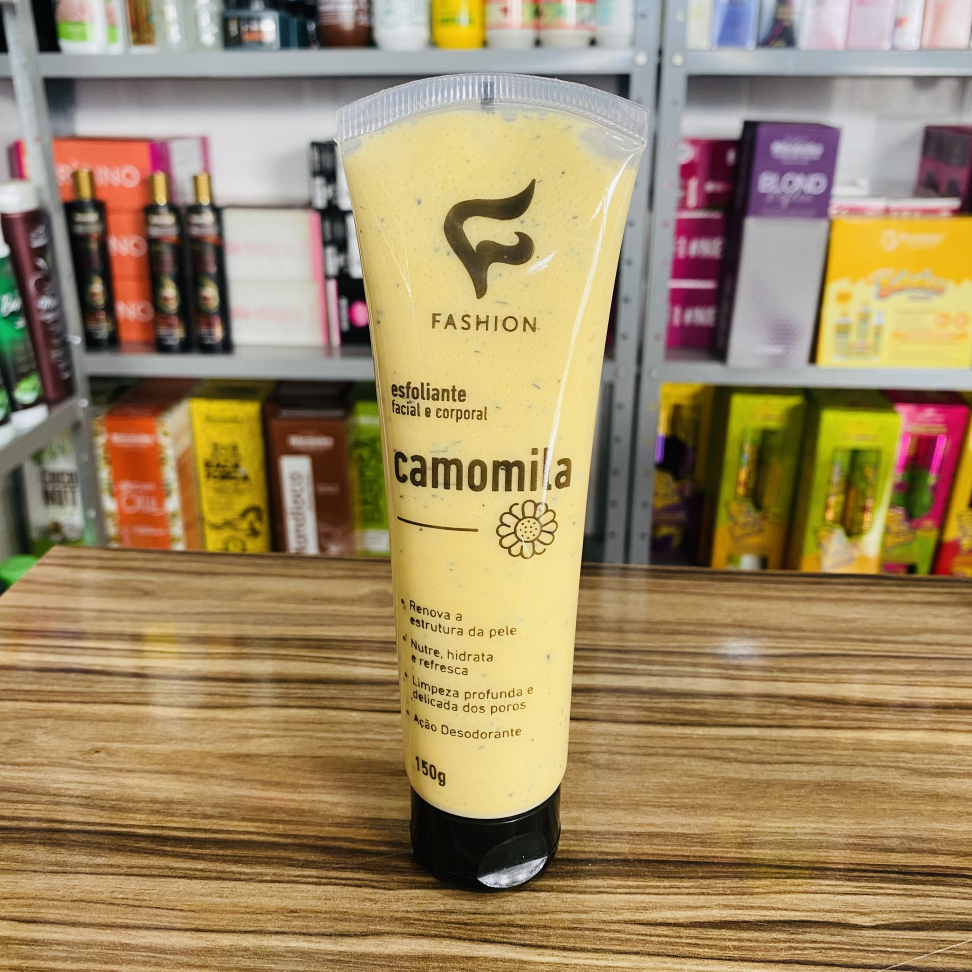 FASHION
esfoliante
facial e corporal
camomila
• Renova a
estrutura da pele
• Nutre, hidrata
e refresca
• Limpeza profunda e
delicada dos poros
• Ação Desodorante
150g
BLOND